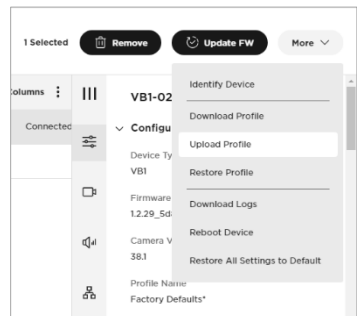 1 Selected
Remove
Update FW
More
Columns
Connected
VB1-02
Configu
Device Ty
VB1
Firmware
1.2.29_5d
Camera V
38.1
Profile Name
Factory Defaults*
Identify Device
Download Profile
Upload Profile
Restore Profile
Download Logs
Reboot Device
Restore All Settings to Default